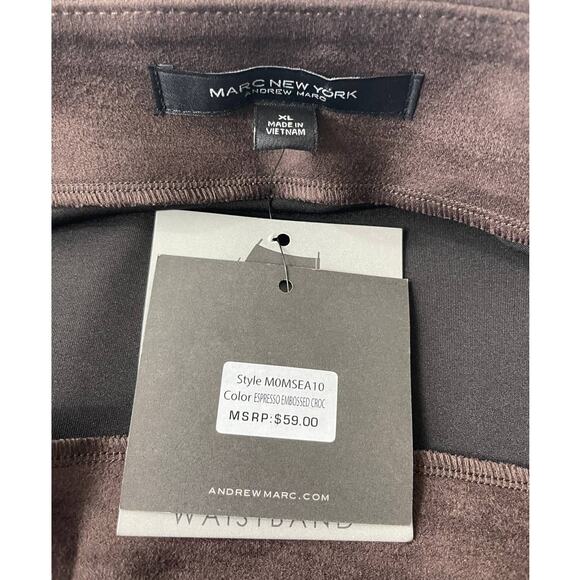 MARC NEW YORK
ANDREW MARC
XL
MADE IN
VIETNAM
Style M0MSEA10
Color ESPRESSO EMBOSSED CROC
MSRP:$59.00
ANDREWMARC.COM
WAISTBAND